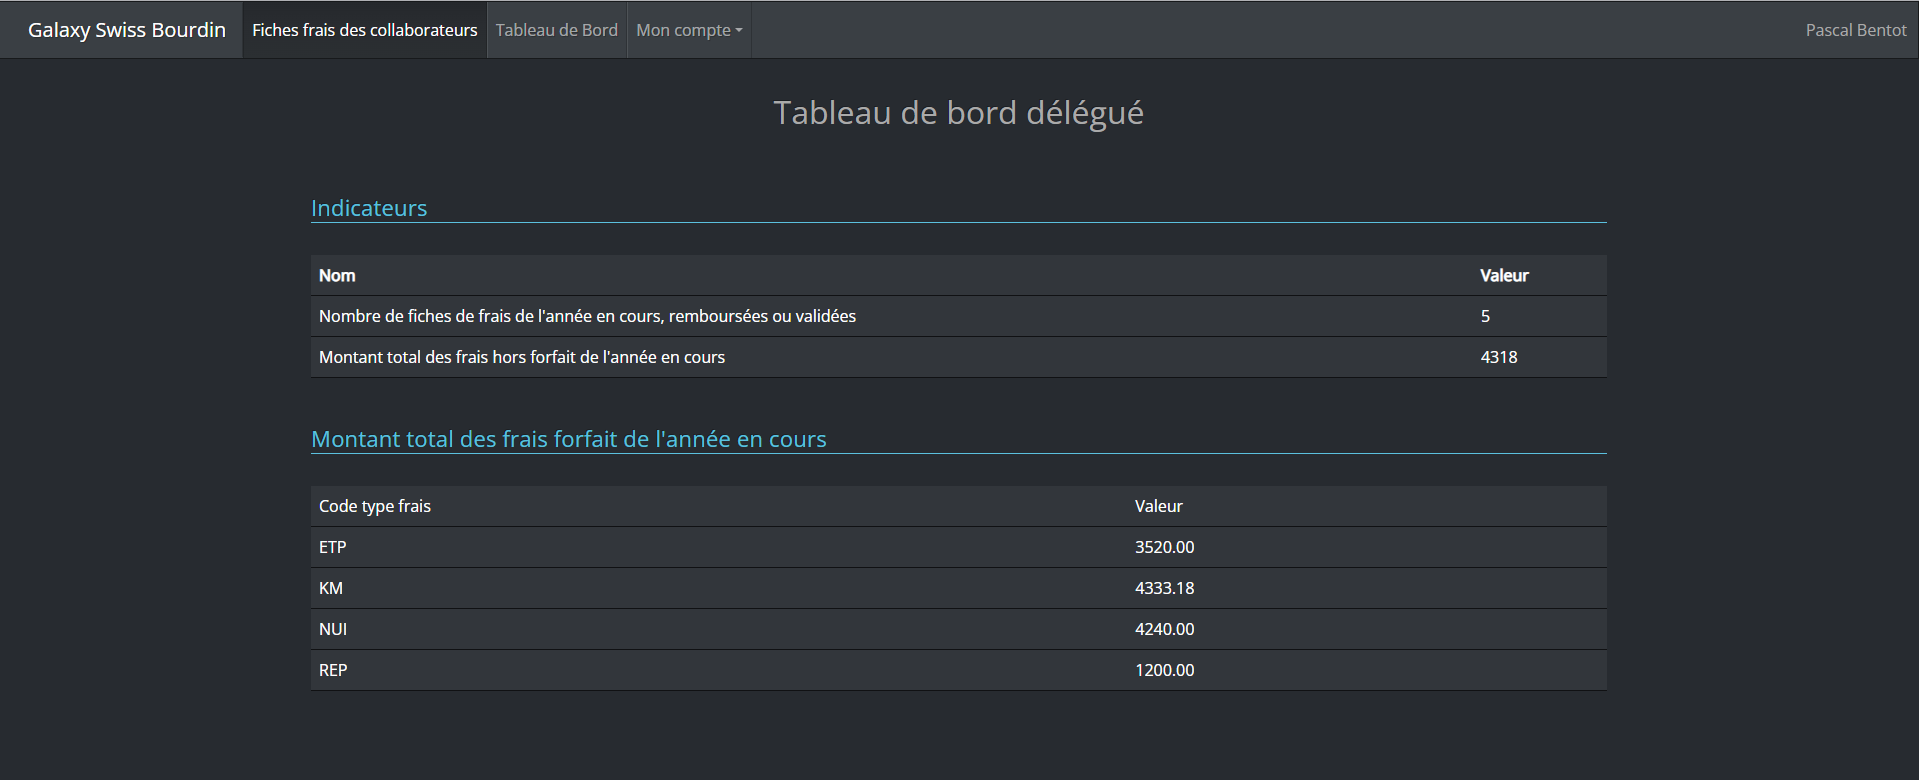 Galaxy Swiss Bourdin Fiches frais des collaborateurs Tableau de Bord Mon compte Pascal Bentot
Tableau de bord délégué
Indicateurs
Nom Valeur
Nombre de fiches de frais de l'année en cours, remboursées ou validées 5
Montant total des frais hors forfait de l'année en cours 4318
Montant total des frais forfait de l'année en cours
Code type frais Valeur
ETP 3520.00
KM 4333.18
NUI 4240.00
REP 1200.00